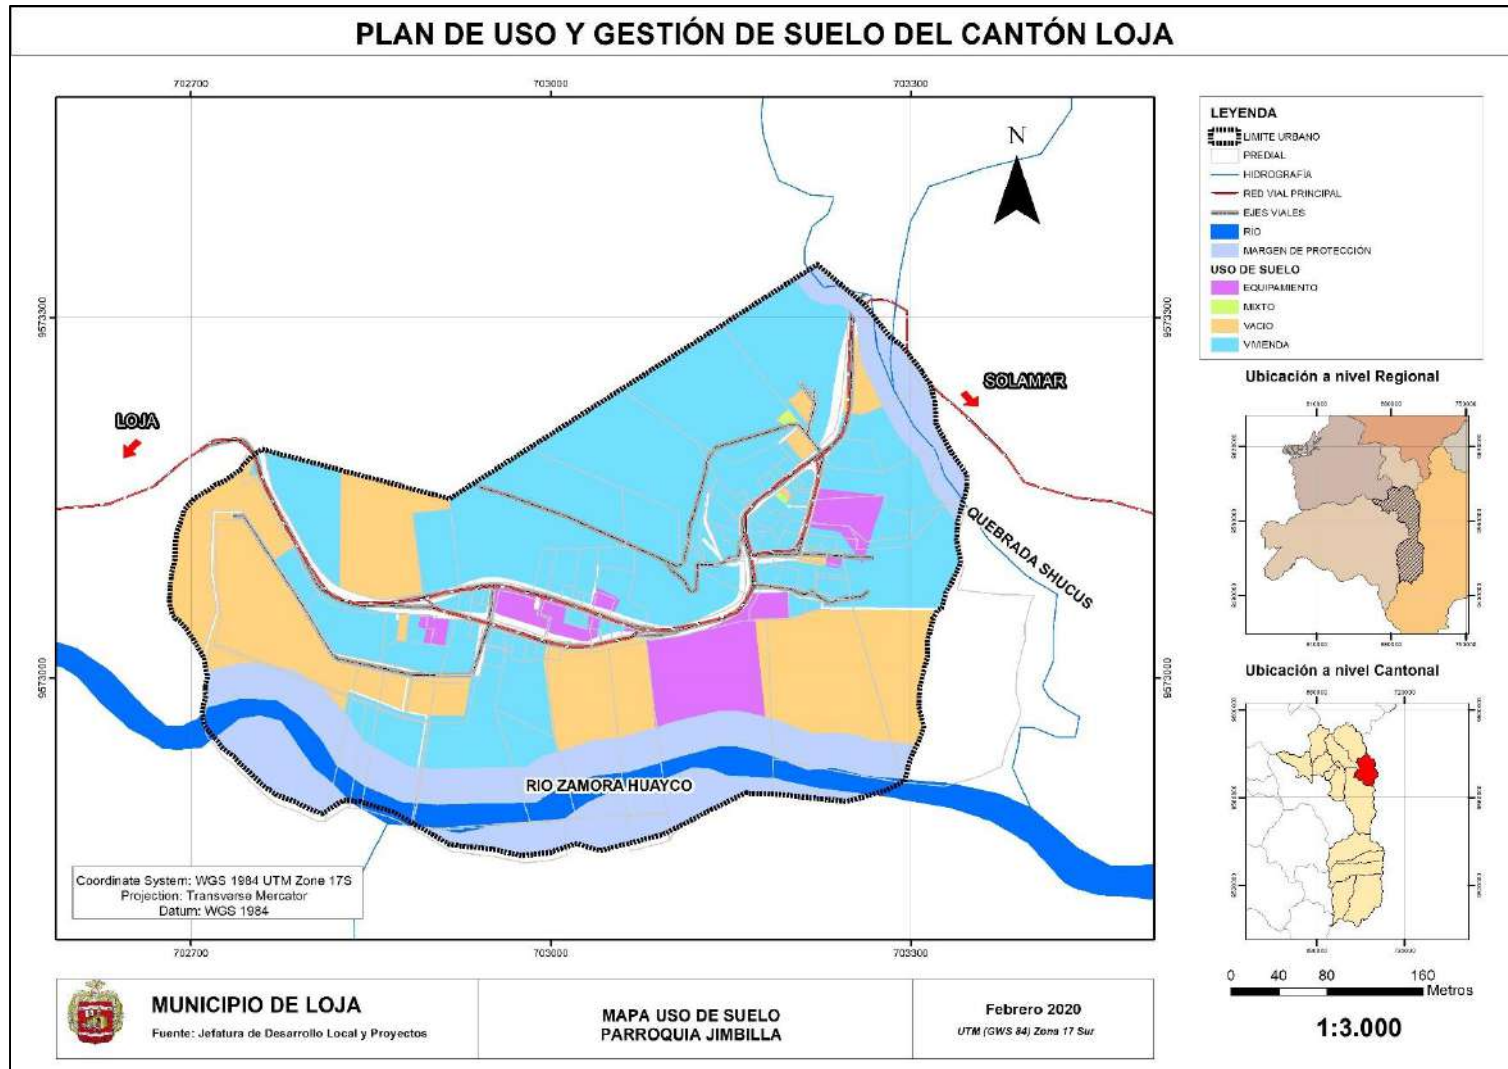 PLAN DE USO Y GESTIÓN DE SUELO DEL CANTÓN LOJA
702700
703000
703300
LEYENDA
LIMITE URBANO
PREDIAL
HIDROGRAFÍA
RED VIAL PRINCIPAL
EJES VIALES
RIO
MARGEN DE PROTECCIÓN
USO DE SUELO
EQUIPAMIENTO
MIXTO
VACIO
VIVIENDA
N
9573300
9573300
LOJA
SOLAMAR
QUEBRADA SHUCUS
9573000
9573000
RIO ZAMORA HUAYCO
Coordinate System: WGS 1984 UTM Zone 17S
Projection: Transverse Mercator
Datum: WGS 1984
702700
703000
703300
Ubicación a nivel Regional
Ubicación a nivel Cantonal
0 40 80 160
Metros
1:3.000
MUNICIPIO DE LOJA
Fuente: Jefatura de Desarrollo Local y Proyectos
MAPA USO DE SUELO
PARROQUIA JIMBILLA
Febrero 2020
UTM (GWS 84) Zona 17 Sur